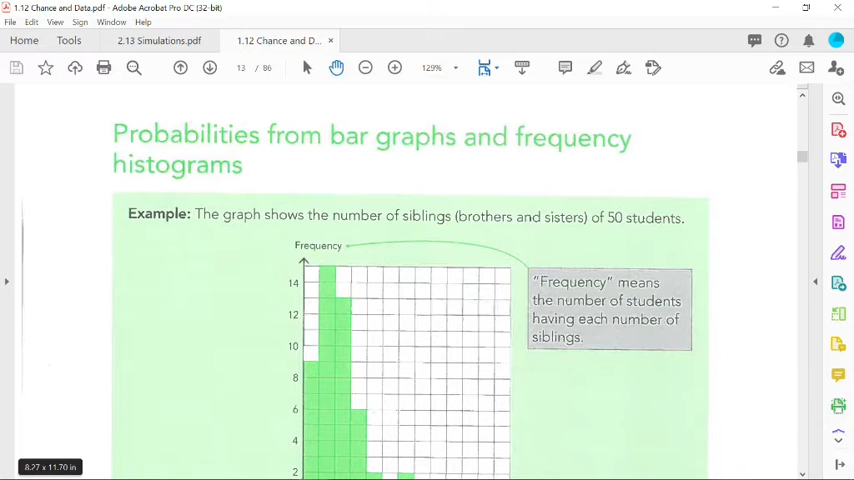 1.12 Chance and Data.pdf - Adobe Acrobat Pro DC (32-bit)
File Edit View Sign Window Help
Home Tools 2.13 Simulations.pdf 1.12 Chance and D... ×
13 / 86 129%
Probabilities from bar graphs and frequency
histograms
Example: The graph shows the number of siblings (brothers and sisters) of 50 students.
Frequency
"Frequency" means
the number of students
having each number of
siblings.
14
12
10
8
6
4
2
8.27 x 11.70 in